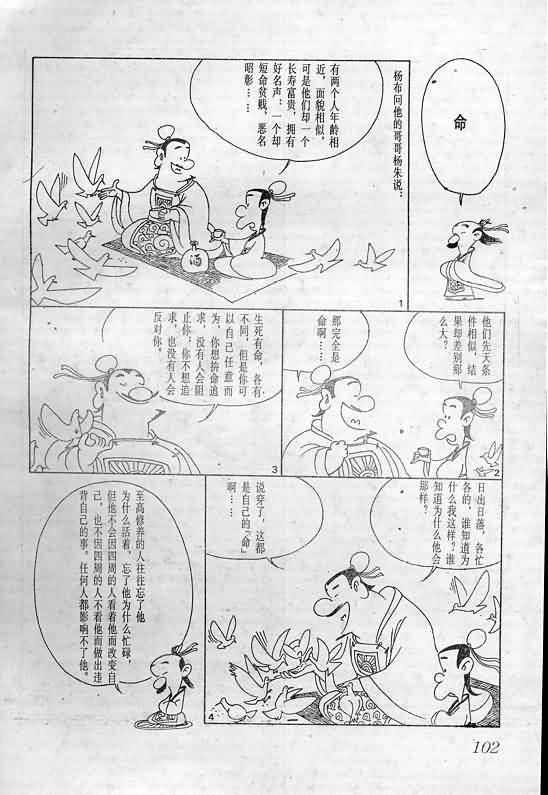 命
杨布问他的哥哥杨朱说：
有两个人年龄相
近，面貌相似，
可是他们却一个
长寿富贵，拥有
好名声；一个却
短命贫贱，恶名
昭彰……
1
他们先天条
件相似，结
果却差别那
么大？
那完全是
命啊……
2
生死有命，各有
不同，但是你可
以自己任意而
为，你想拚命追
求，没有人会阻
止你；你不想追
求，也没有人会
反对你。
3
日出日落，各忙
各的，谁知道为
什么我这样？谁
知道为什么他会
那样？
说穿了，这都
是自己的“命”
啊……
酒
4
至高修养的人往往忘了他
为什么活着，忘了他为什么忙碌，
但他不会因四周的人看着他而改变自
己，也不因四周的人不看他而做出违
背自己的事。任何人都影响不了他。
102